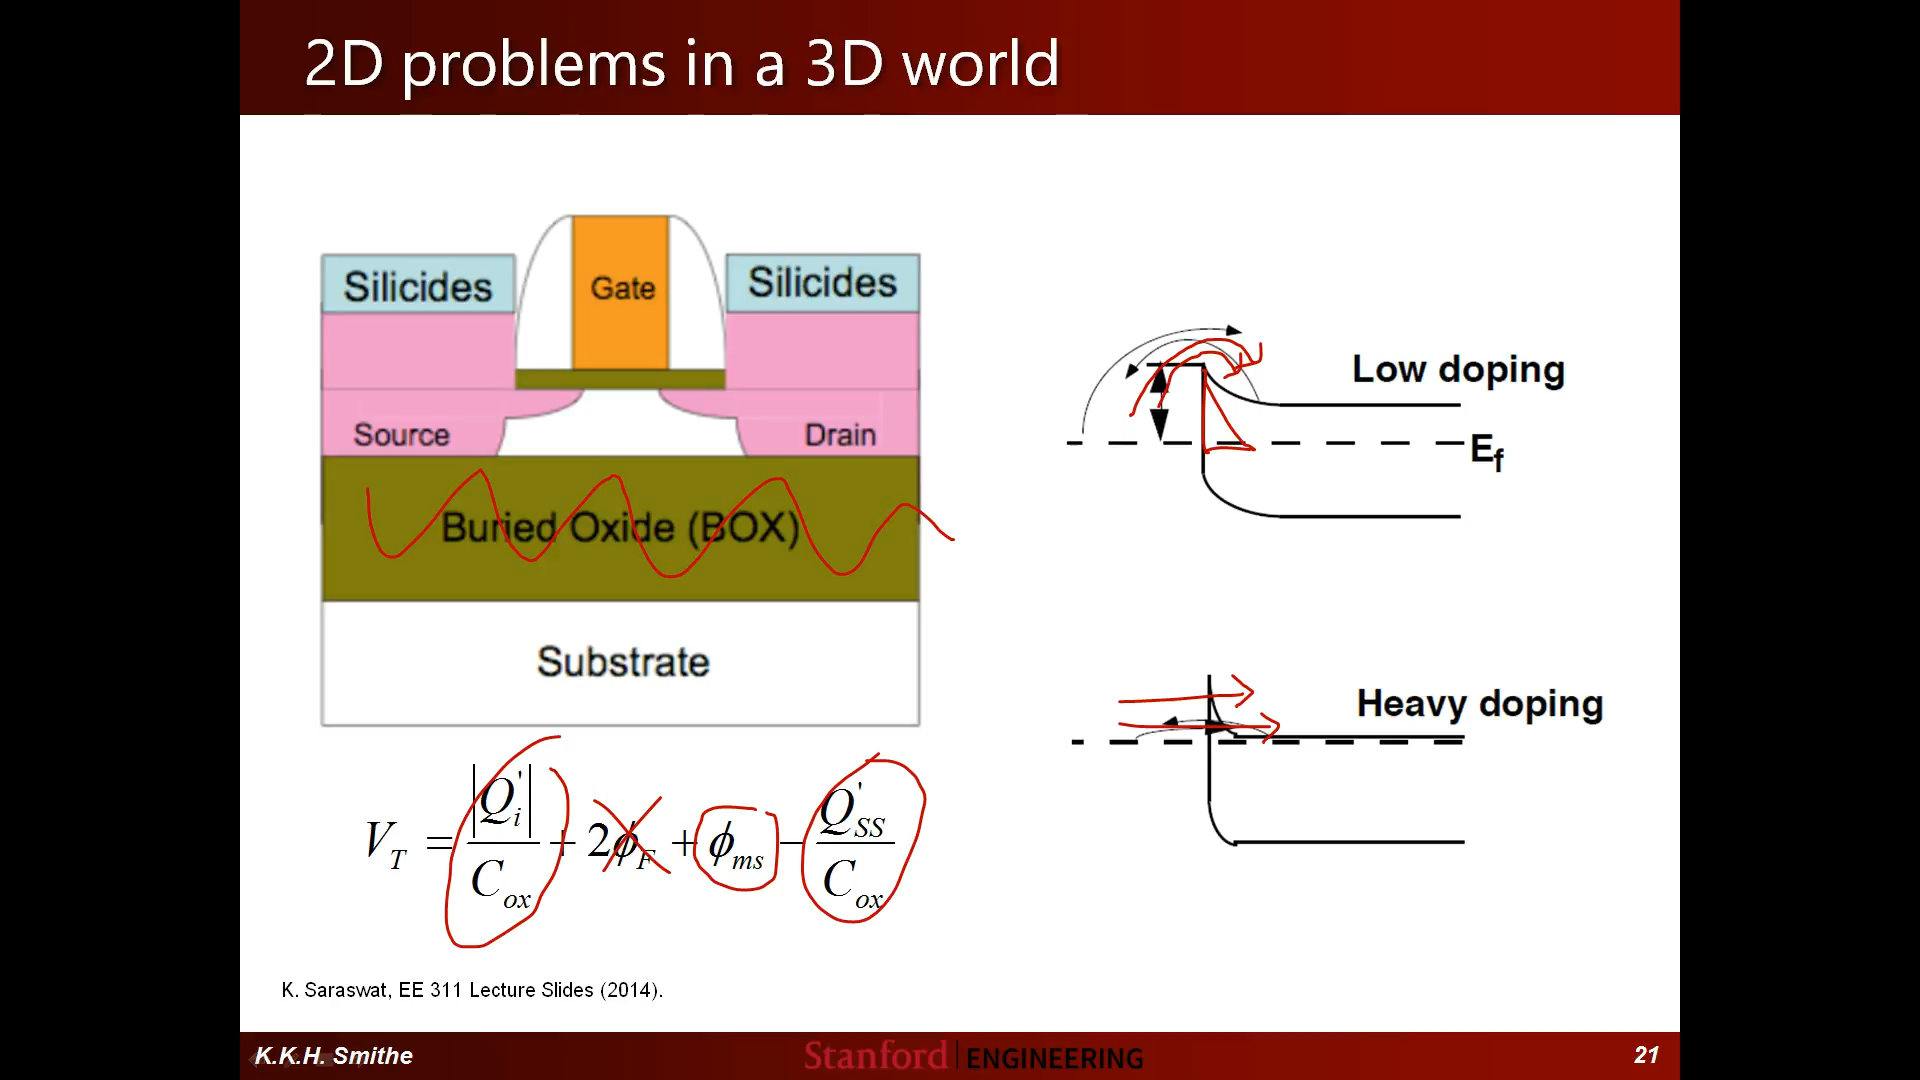 2D problems in a 3D world
Silicides
Gate
Silicides
Source
Drain
Buried Oxide (BOX)
Substrate
Low doping
E_f
Heavy doping
V_T = |Q'_i| / C_ox + 2ϕ_F + ϕ_ms − Q'_SS / C_ox
K. Saraswat, EE 311 Lecture Slides (2014).
K.K.H. Smithe
Stanford | ENGINEERING
21